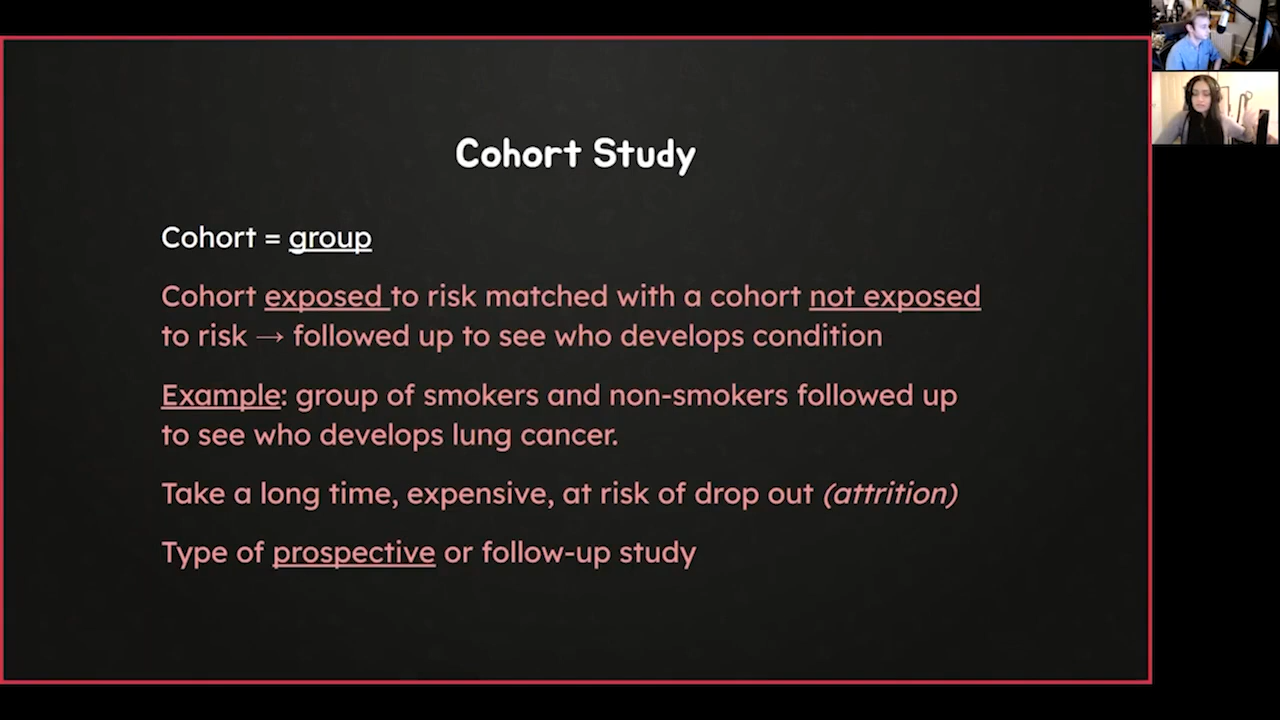 Cohort Study
Cohort = group
Cohort exposed to risk matched with a cohort not exposed
to risk → followed up to see who develops condition
Example: group of smokers and non-smokers followed up
to see who develops lung cancer.
Take a long time, expensive, at risk of drop out (attrition)
Type of prospective or follow-up study